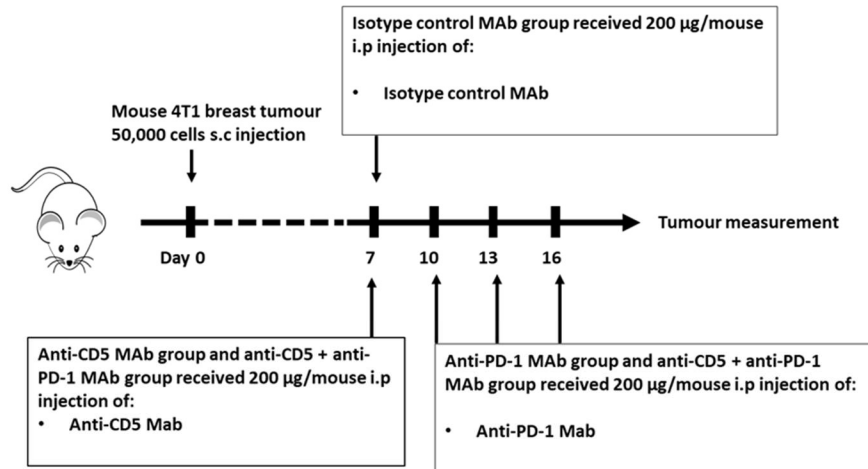 Isotype control MAb group received 200 µg/mouse
i.p injection of:
• Isotype control MAb
Mouse 4T1 breast tumour
50,000 cells s.c injection
Tumour measurement
Day 0 7 10 13 16
Anti-CD5 MAb group and anti-CD5 + anti-
PD-1 MAb group received 200 µg/mouse i.p
injection of:
• Anti-CD5 Mab
Anti-PD-1 MAb group and anti-CD5 + anti-PD-1
MAb group received 200 µg/mouse i.p injection of:
• Anti-PD-1 Mab